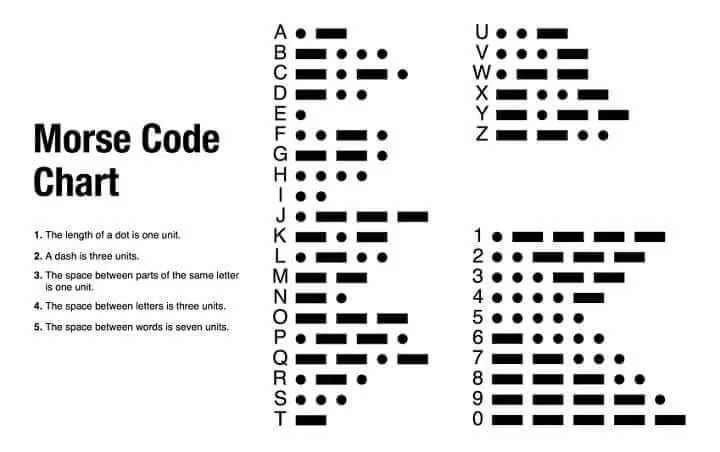 Morse Code
Chart
1. The length of a dot is one unit.
2. A dash is three units.
3. The space between parts of the same letter
is one unit.
4. The space between letters is three units.
5. The space between words is seven units.
A
B
C
D
E
F
G
H
I
J
K
L
M
N
O
P
Q
R
S
T
U
V
W
X
Y
Z
1
2
3
4
5
6
7
8
9
0